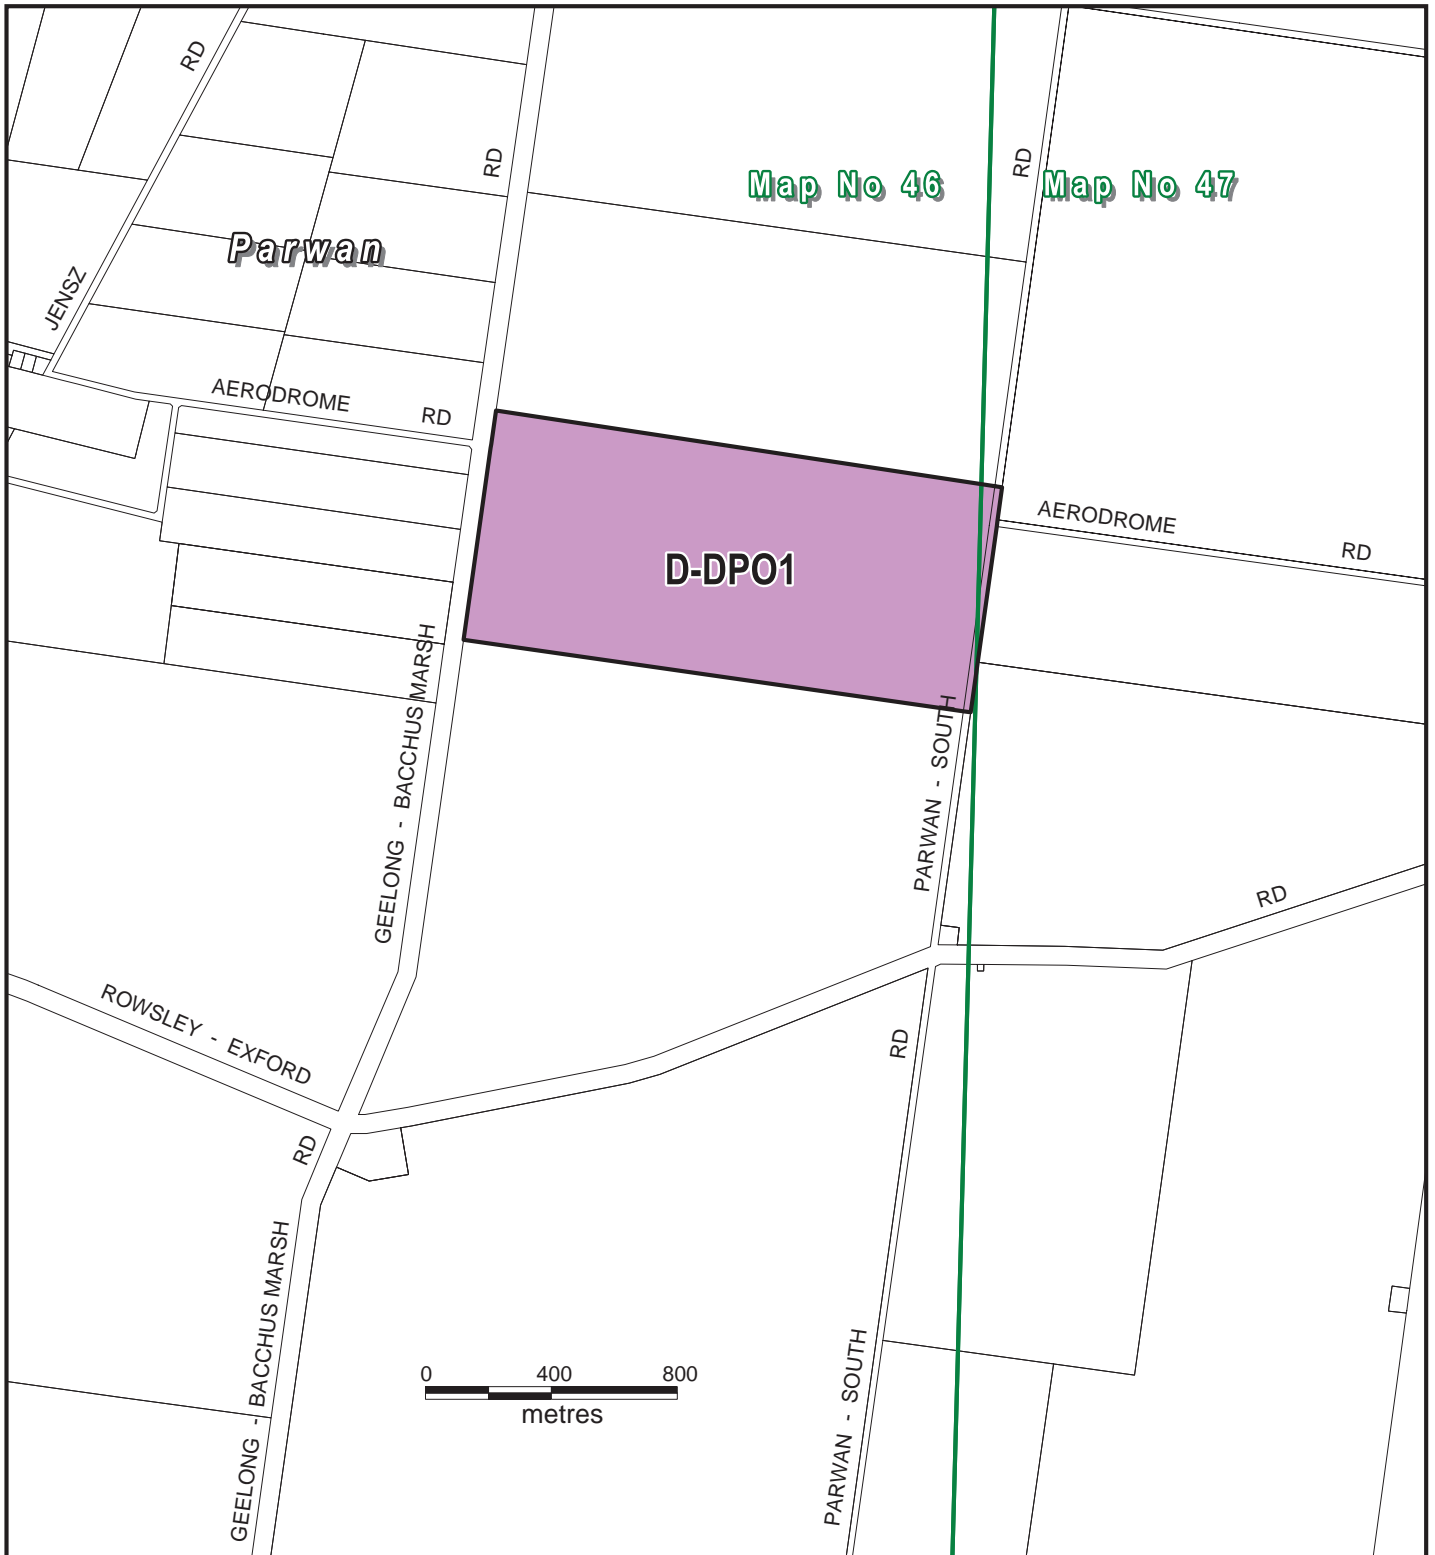 RD
RD
RD
Map No 46
Map No 47
Parwan
JENSZ
AERODROME RD
AERODROME RD
D-DPO1
GEELONG - BACCHUS MARSH
PARWAN - SOUTH
RD
ROWSLEY - EXFORD
RD
RD
GEELONG - BACCHUS MARSH
PARWAN - SOUTH
0 400 800
metres